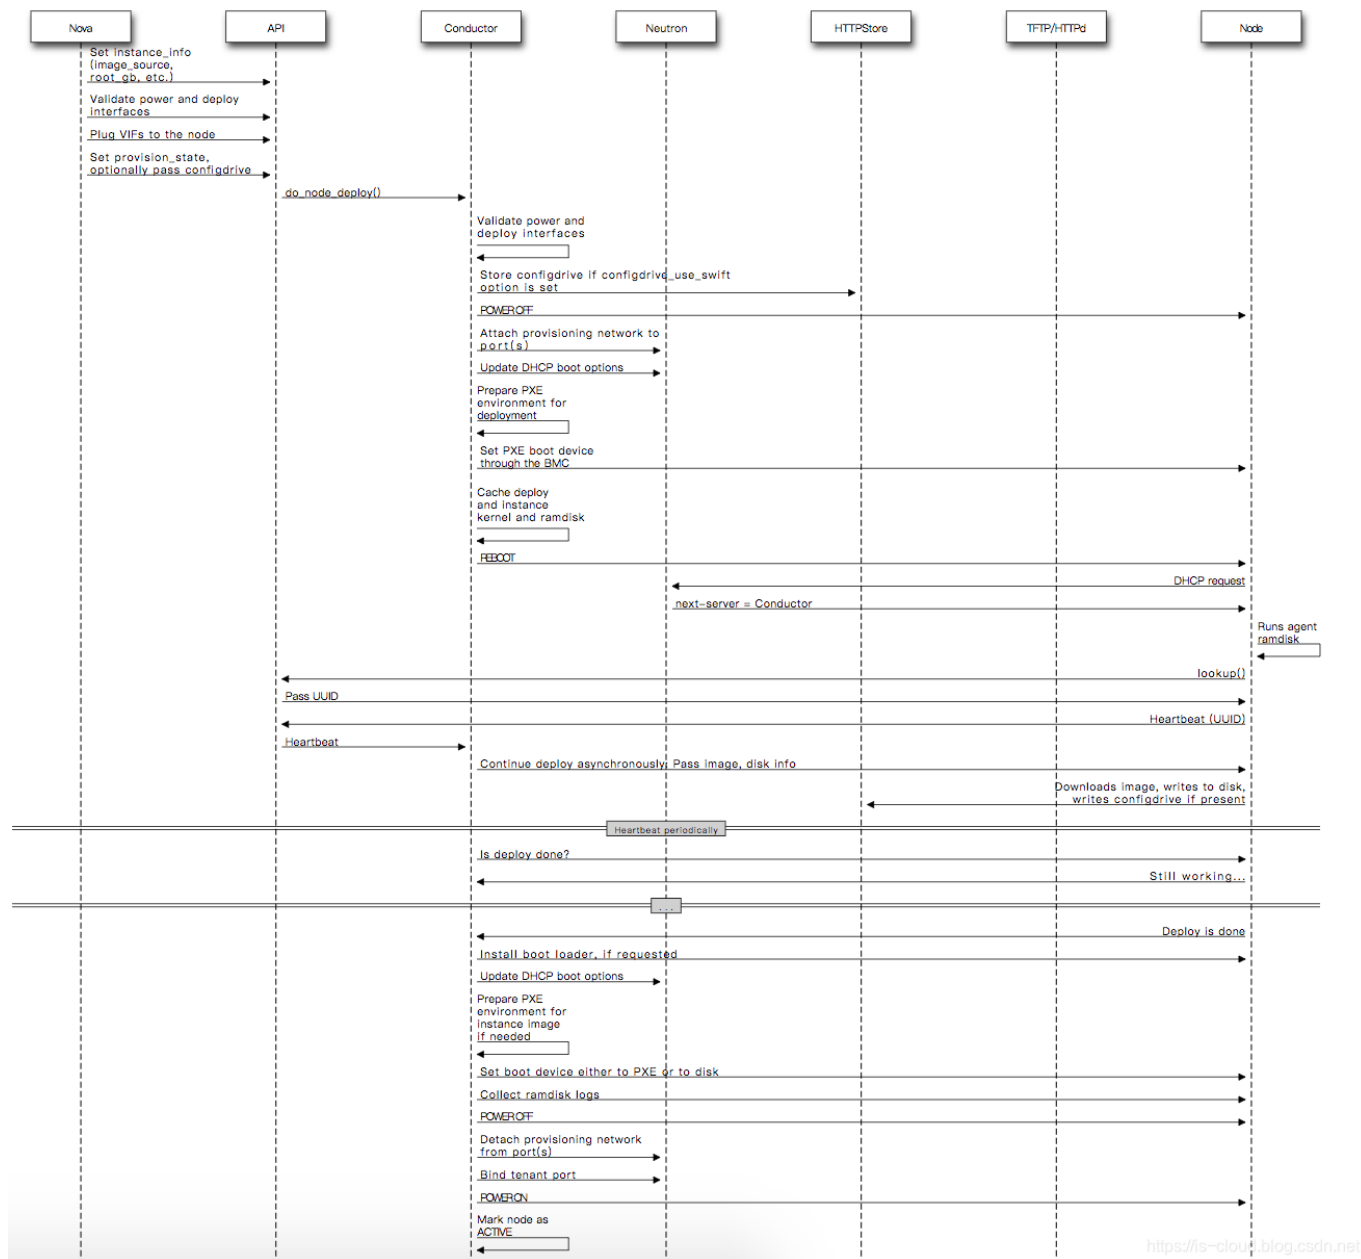 Nova
API
Conductor
Neutron
HTTPStore
TFTP/HTTPd
Node
Set instance_info
(image_source,
root_gb, etc.)
Validate power and deploy
interfaces
Plug VIFs to the node
Set provision_state,
optionally pass configdrive
do_node_deploy()
Validate power and
deploy interfaces
Store configdrive if configdrive_use_swift
option is set
POWER OFF
Attach provisioning network to
port(s)
Update DHCP boot options
Prepare PXE
environment for
deployment
Set PXE boot device
through the BMC
Cache deploy
and instance
kernel and ramdisk
REBOOT
DHCP request
next-server = Conductor
Runs agent
ramdisk
lookup()
Pass UUID
Heartbeat (UUID)
Heartbeat
Continue deploy asynchronously: Pass image, disk info
Downloads image, writes to disk,
writes configdrive if present
Heartbeat periodically
Is deploy done?
Still working...
...
Deploy is done
Install boot loader, if requested
Update DHCP boot options
Prepare PXE
environment for
instance image
if needed
Set boot device either to PXE or to disk
Collect ramdisk logs
POWER OFF
Detach provisioning network
from port(s)
Bind tenant port
POWER ON
Mark node as
ACTIVE
https://is-cloud.blog.csdn.net